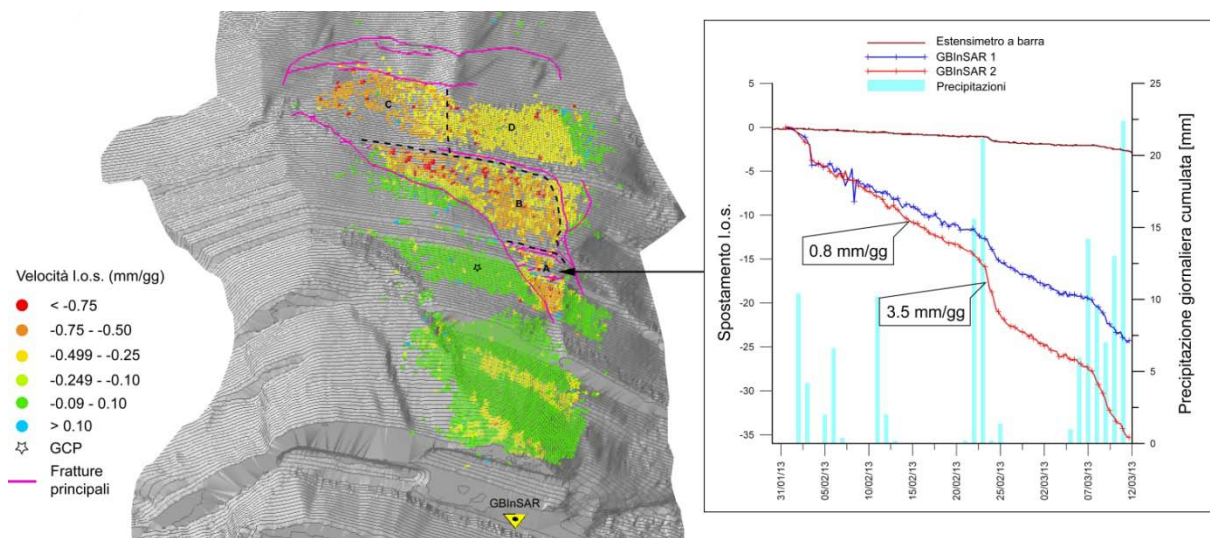 C
D
B
A
GBInSAR
Velocità l.o.s. (mm/gg)
< -0.75
-0.75 - -0.50
-0.499 - -0.25
-0.249 - -0.10
-0.09 - 0.10
> 0.10
GCP
Fratture
principali
Estensimetro a barra
GBInSAR 1
GBInSAR 2
Precipitazioni
Spostamento l.o.s.
5
0
-5
-10
-15
-20
-25
-30
-35
0.8 mm/gg
3.5 mm/gg
25
20
15
10
5
0
Precipitazione giornaliera cumulata [mm]
31/01/13
05/02/13
10/02/13
15/02/13
20/02/13
25/02/13
02/03/13
07/03/13
12/03/13